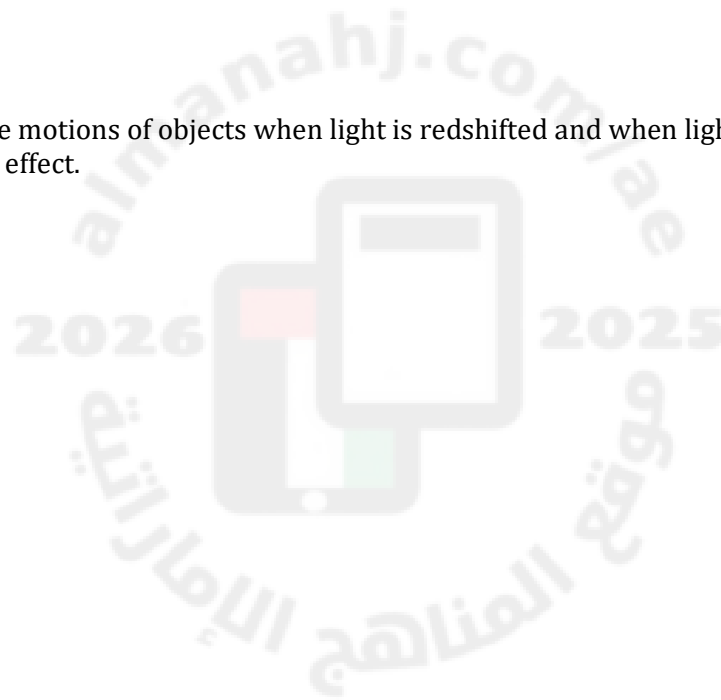 almanahj.com/ae
e motions of objects when light is redshifted and when ligh
effect.
2026
2025
موقع المناهج الإماراتية